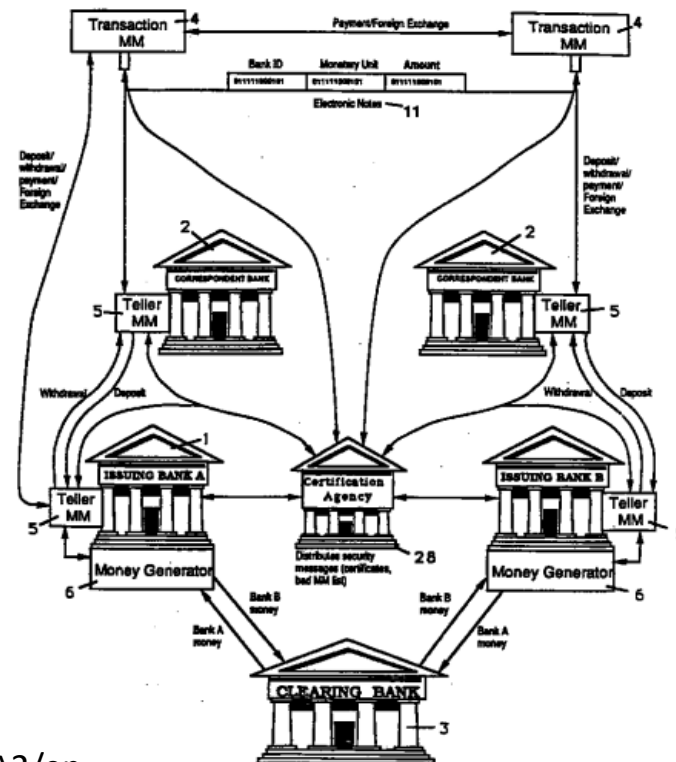 Transaction
MM
4
Payment/Foreign Exchange
Transaction
MM
4
Bank ID
Monetary Unit
Amount
Electronic Notes
11
Deposit/
withdrawal/
payment/
Foreign
Exchange
Deposit/
withdrawal/
payment/
Foreign
Exchange
2
2
CORRESPONDENT BANK
CORRESPONDENT BANK
Teller
MM
5
Teller
MM
5
Withdrawal
Deposit
Withdrawal
Deposit
1
ISSUING BANK A
Certification
Agency
ISSUING BANK B
Teller
MM
5
Teller
MM
Distributes security
messages (certificates,
bad MM list)
28
Money Generator
6
Money Generator
6
Bank B
money
Bank A
money
Bank B
money
Bank A
money
CLEARING BANK
3